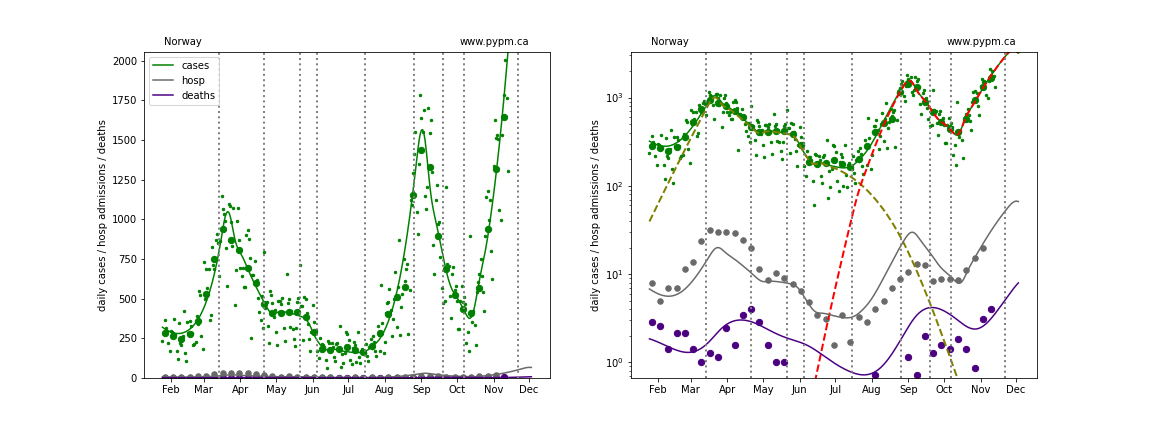 Norway www.pypm.ca
cases
hosp
deaths
daily cases / hosp admissions / deaths
2000
1750
1500
1250
1000
750
500
250
0
Feb Mar Apr May Jun Jul Aug Sep Oct Nov Dec
Norway www.pypm.ca
daily cases / hosp admissions / deaths
10³
10²
10¹
10⁰
Feb Mar Apr May Jun Jul Aug Sep Oct Nov Dec